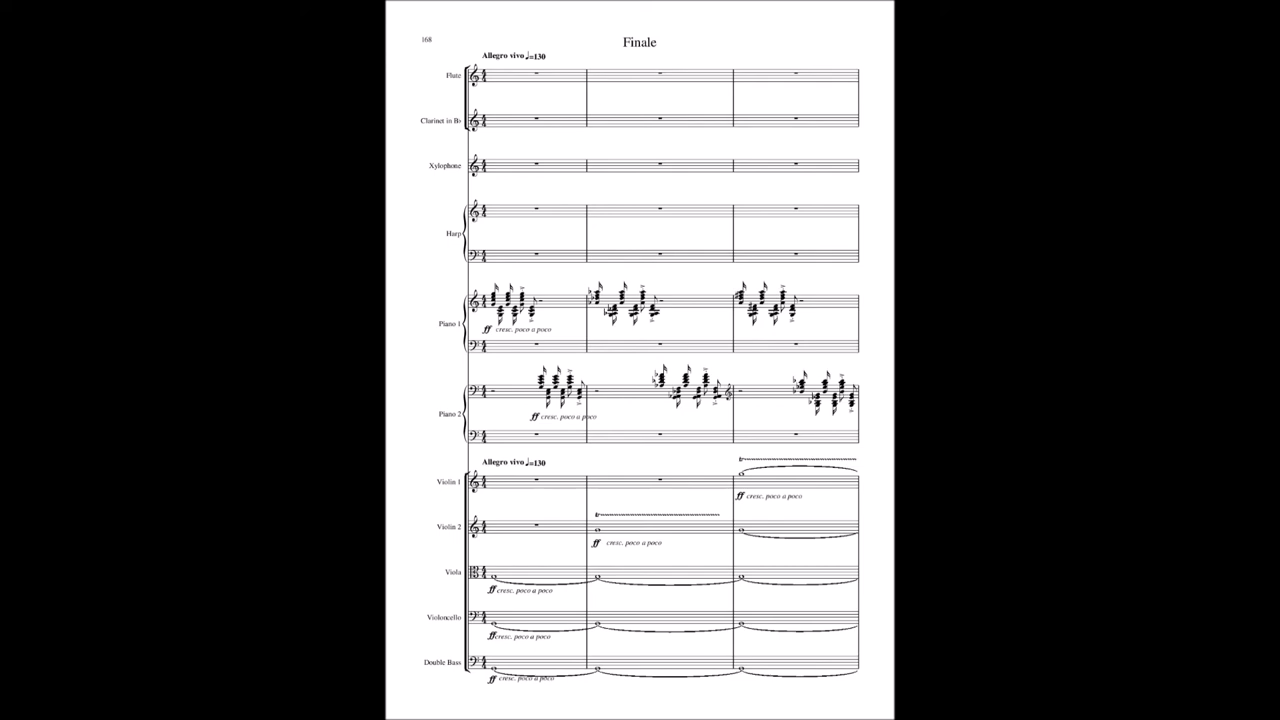 168
Finale
Allegro vivo ♩=130
Flute
Clarinet in B♭
Xylophone
Harp
Piano 1
ff cresc. poco a poco
Piano 2
ff cresc. poco a poco
Allegro vivo ♩=130
Violin 1
ff cresc. poco a poco
Violin 2
ff cresc. poco a poco
Viola
ff cresc. poco a poco
Violoncello
ff cresc. poco a poco
Double Bass
ff cresc. poco a poco